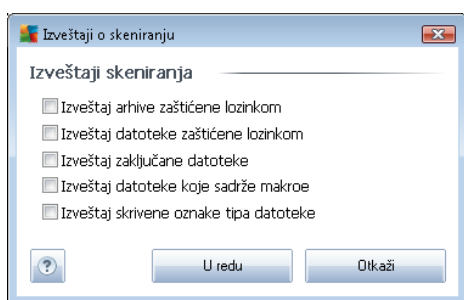 Izveštaji o skeniranju
Izveštaji skeniranja
Izveštaj arhive zaštićene lozinkom
Izveštaj datoteke zaštićene lozinkom
Izveštaj zaključane datoteke
Izveštaj datoteke koje sadrže makroe
Izveštaj skrivene oznake tipa datoteke
? U redu Otkaži